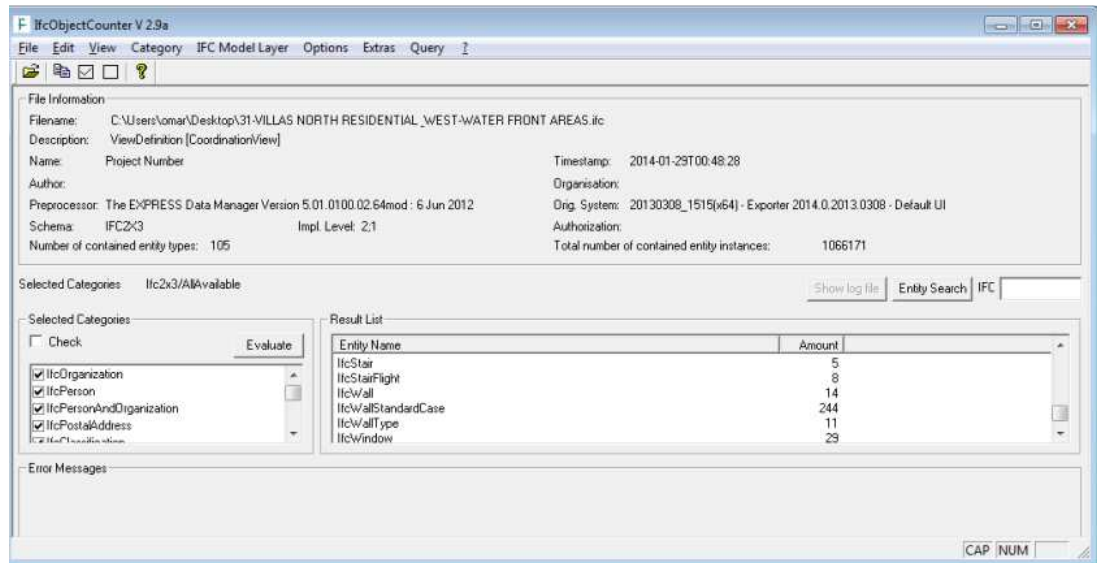 IfcObjectCounter V 2.9a
File Edit View Category IFC Model Layer Options Extras Query ?
File Information
Filename: C:\Users\omar\Desktop\31-VILLAS NORTH RESIDENTIAL _WEST-WATER FRONT AREAS.ifc
Description: ViewDefinition [CoordinationView]
Name: Project Number Timestamp: 2014-01-29T00:48:28
Author: Organisation:
Preprocessor: The EXPRESS Data Manager Version 5.01.0100.02.64mod : 6 Jun 2012 Orig. System: 20130308_1515(x64) - Exporter 2014.0.2013.0308 - Default UI
Schema: IFC2X3 Impl. Level: 2;1 Authorization:
Number of contained entity types: 105 Total number of contained entity instances: 1066171
Selected Categories Ifc2x3/AllAvailable Show log file Entity Search IFC
Selected Categories Result List
Check Evaluate Entity Name Amount
IfcStair 5
IfcOrganization IfcStairFlight 8
IfcPerson IfcWall 14
IfcPersonAndOrganization IfcWallStandardCase 244
IfcPostalAddress IfcWallType 11
IfcWindow 29
Error Messages
CAP NUM